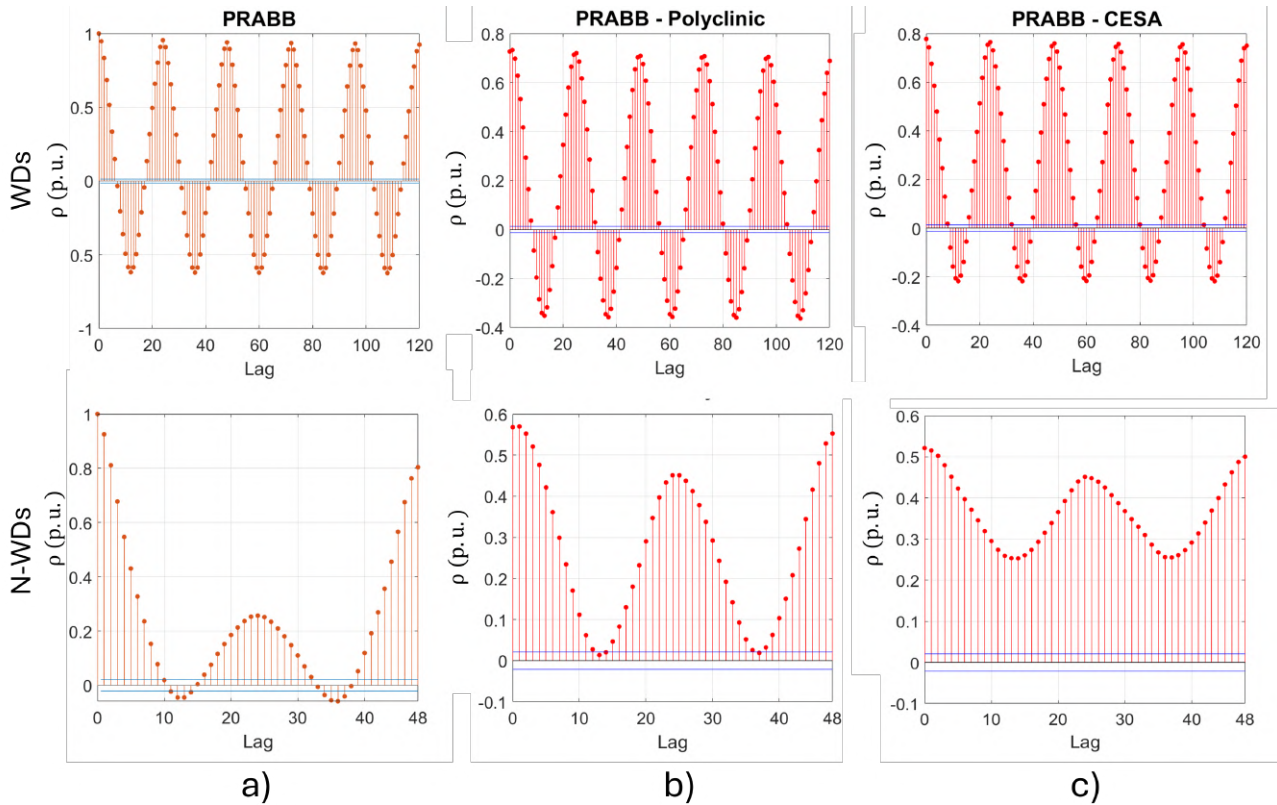 PRABB
PRABB - Polyclinic
PRABB - CESA
WDs
ρ (p. u.)
1
0.5
0
0.5
-1
0 20 40 60 80 100 120
Lag
ρ (p. u.)
0.8
0.6
0.4
0.2
0
-0.2
-0.4
0 20 40 60 80 100 120
Lag
ρ (p. u.)
0.8
0.6
0.4
0.2
0
-0.2
-0.4
0 20 40 60 80 100 120
Lag
N-WDs
ρ (p. u.)
1
0.8
0.6
0.4
0.2
0
0 10 20 30 40 48
Lag
ρ (p. u.)
0.6
0.5
0.4
0.3
0.2
0.1
0
-0.1
0 10 20 30 40 48
Lag
ρ (p. u.)
0.6
0.5
0.4
0.3
0.2
0.1
0
-0.1
0 10 20 30 40 48
Lag
a)
b)
c)